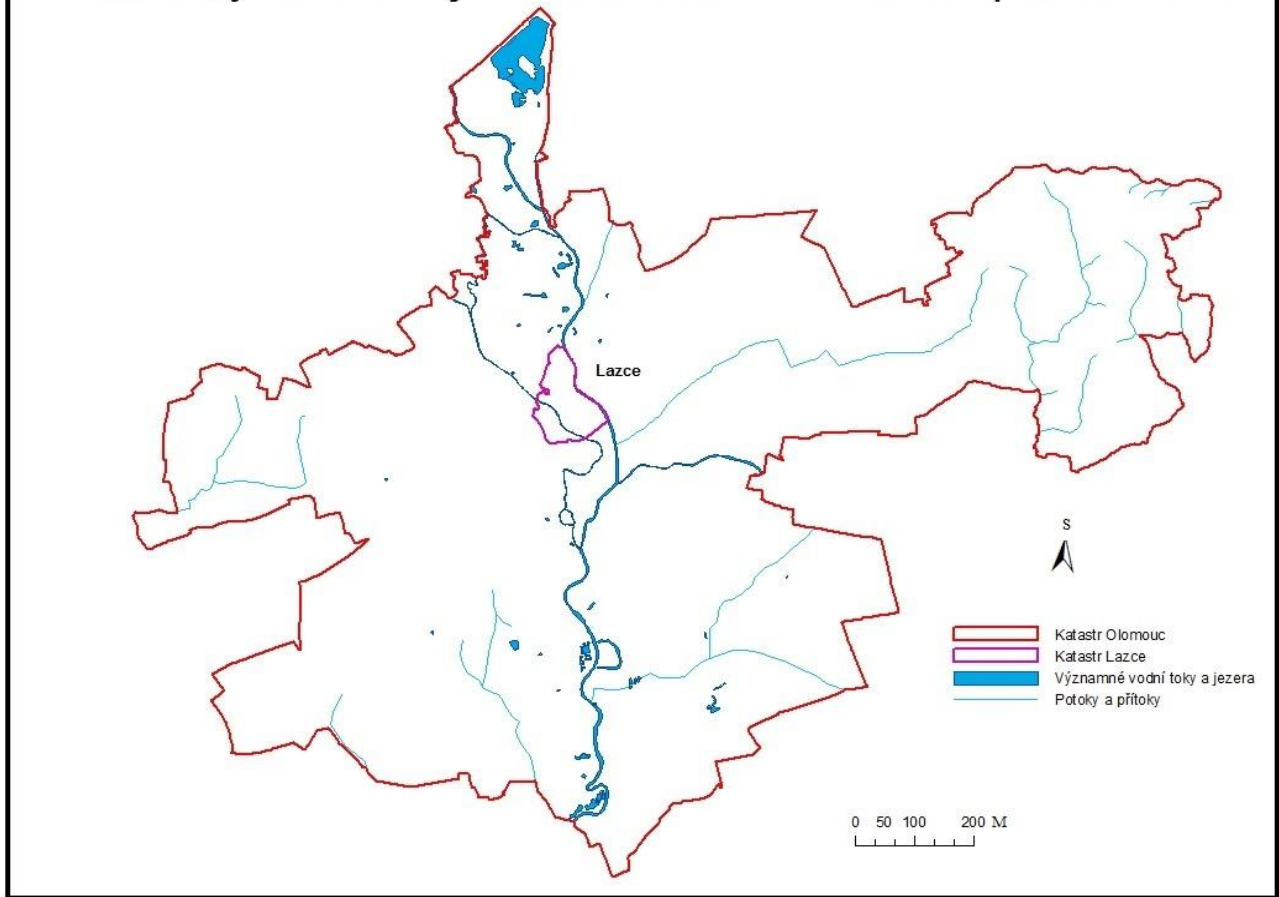 Lazce
S
Katastr Olomouc
Katastr Lazce
Významné vodní toky a jezera
Potoky a přítoky
0 50 100 200 M